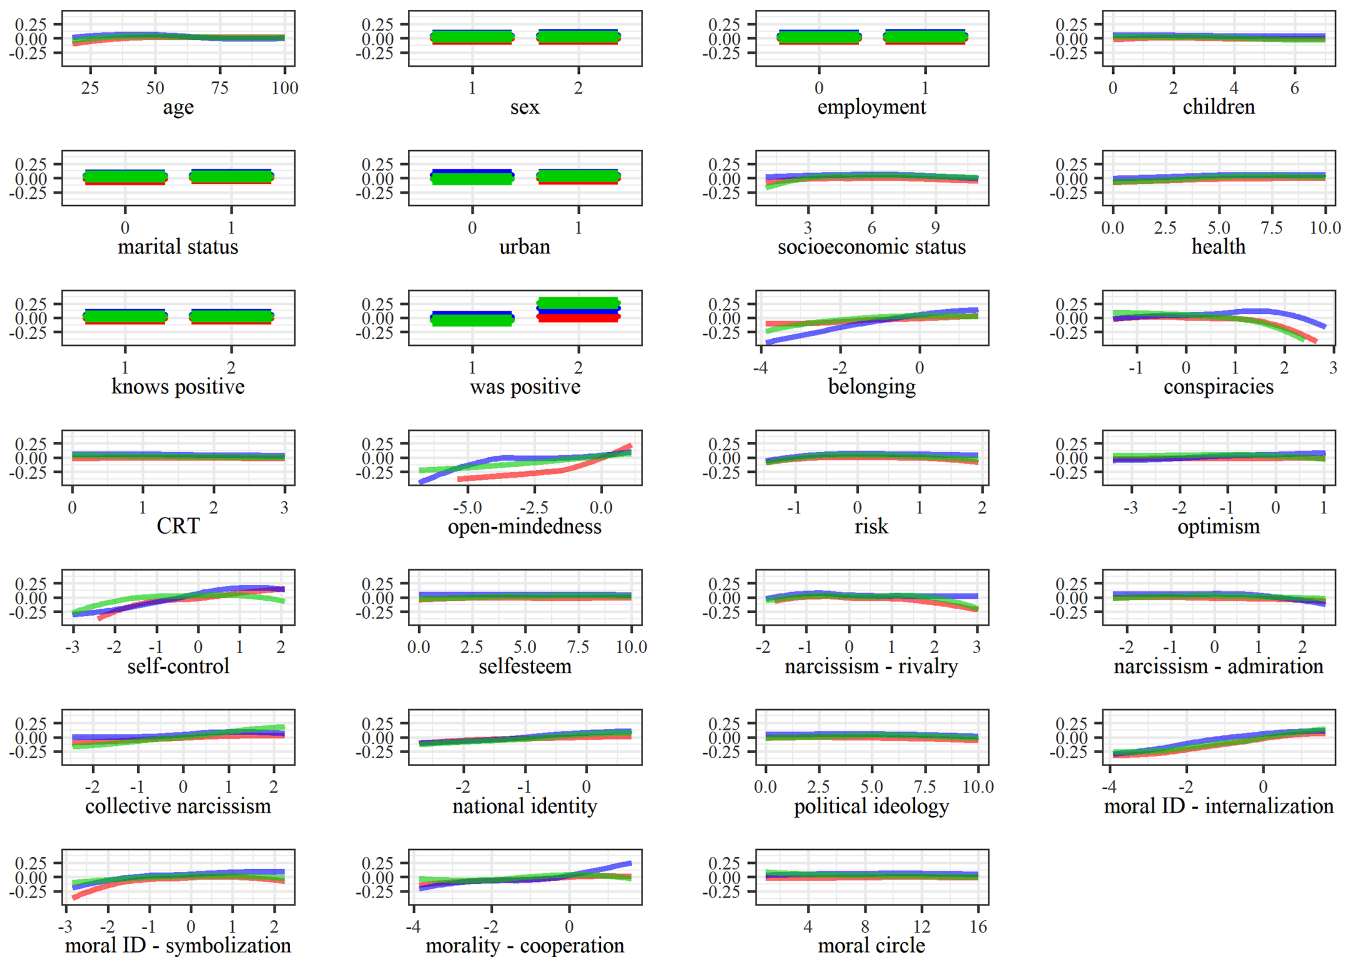 0.25 0.25 0.25 0.25
0.00 0.00 0.00 0.00
-0.25 -0.25 -0.25 -0.25
25 50 75 100 1 2 0 1 0 2 4 6
age sex employment children
0.25 0.25 0.25 0.25
0.00 0.00 0.00 0.00
-0.25 -0.25 -0.25 -0.25
0 1 0 1 3 6 9 0.0 2.5 5.0 7.5 10.0
marital status urban socioeconomic status health
0.25 0.25 0.25 0.25
0.00 0.00 0.00 0.00
-0.25 -0.25 -0.25 -0.25
1 2 1 2 -4 -2 0 -1 0 1 2 3
knows positive was positive belonging conspiracies
0.25 0.25 0.25 0.25
0.00 0.00 0.00 0.00
-0.25 -0.25 -0.25 -0.25
0 1 2 3 -5.0 -2.5 0.0 -1 0 1 2 -3 -2 -1 0 1
CRT open-mindedness risk optimism
0.25 0.25 0.25 0.25
0.00 0.00 0.00 0.00
-0.25 -0.25 -0.25 -0.25
-3 -2 -1 0 1 2 0.0 2.5 5.0 7.5 10.0 -2 -1 0 1 2 3 -2 -1 0 1 2
self-control selfesteem narcissism - rivalry narcissism - admiration
0.25 0.25 0.25 0.25
0.00 0.00 0.00 0.00
-0.25 -0.25 -0.25 -0.25
-2 -1 0 1 2 -2 0 0.0 2.5 5.0 7.5 10.0 -4 -2 0
collective narcissism national identity political ideology moral ID - internalization
0.25 0.25 0.25
0.00 0.00 0.00
-0.25 -0.25 -0.25
-3 -2 -1 0 1 2 -4 -2 0 4 8 12 16
moral ID - symbolization morality - cooperation moral circle